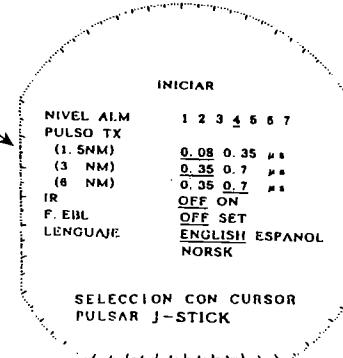 INICIAR
NIVEL ALM 1 2 3 4 5 6 7
PULSO TX
(1.5NM) 0.08 0.35 μs
(3 NM) 0.35 0.7 μs
(6 NM) 0.35 0.7 μs
IR OFF ON
F. EBL OFF SET
LENGUAJE ENGLISH ESPANOL
NORSK
SELECCION CON CURSOR
PULSAR J-STICK